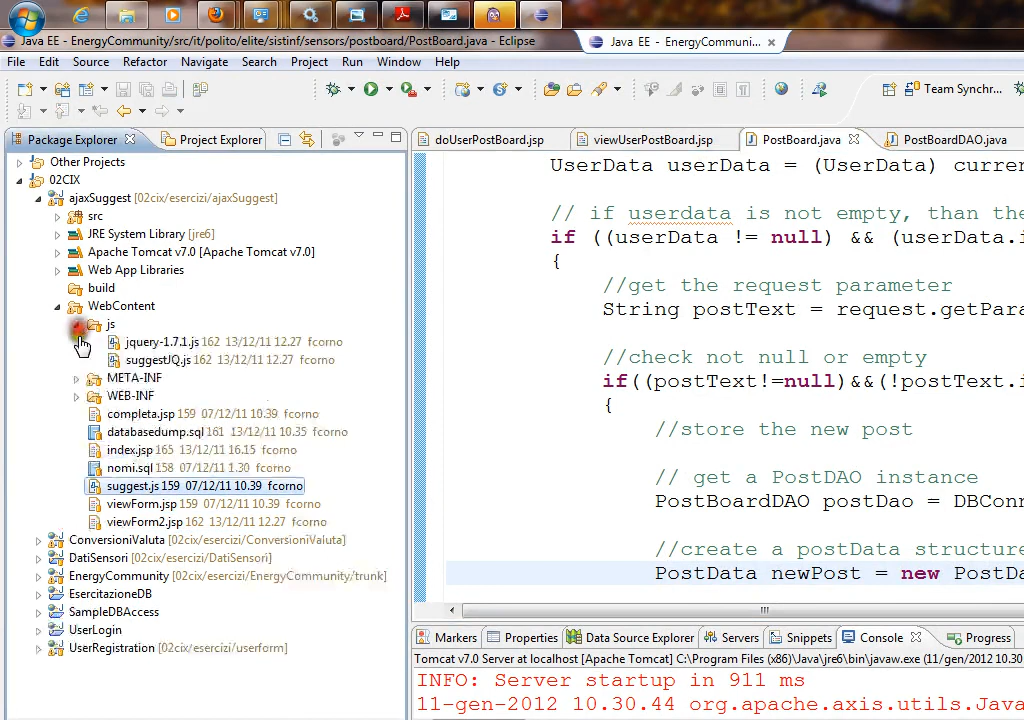 Java EE - EnergyCommunity/src/it/polito/elite/sistinf/sensors/postboard/PostBoard.java - Eclipse
Java EE - EnergyCommuni...
File Edit Source Refactor Navigate Search Project Run Window Help
Team Synchr...
Package Explorer
Project Explorer
doUserPostBoard.jsp
viewUserPostBoard.jsp
PostBoard.java
PostBoardDAO.java
Other Projects
02CIX
ajaxSuggest [02cix/esercizi/ajaxSuggest]
src
JRE System Library [jre6]
Apache Tomcat v7.0 [Apache Tomcat v7.0]
Web App Libraries
build
WebContent
js
jquery-1.7.1.js 162 13/12/11 12.27 fcorno
suggestJQ.js 162 13/12/11 12.27 fcorno
META-INF
WEB-INF
completa.jsp 159 07/12/11 10.39 fcorno
databasedump.sql 161 13/12/11 10.35 fcorno
index.jsp 165 13/12/11 16.15 fcorno
nomi.sql 158 07/12/11 1.30 fcorno
suggest.js 159 07/12/11 10.39 fcorno
viewForm.jsp 159 07/12/11 10.39 fcorno
viewForm2.jsp 162 13/12/11 12.27 fcorno
ConversioniValuta [02cix/esercizi/ConversioniValuta]
DatiSensori [02cix/esercizi/DatiSensori]
EnergyCommunity [02cix/esercizi/EnergyCommunity/trunk]
EsercitazioneDB
SampleDBAccess
UserLogin
UserRegistration [02cix/esercizi/userform]
UserData userData = (UserData) curren
// if userdata is not empty, than the
if ((userData != null) && (userData.i
{
//get the request parameter
String postText = request.getPara
//check not null or empty
if((postText!=null)&&(!postText.i
{
//store the new post
// get a PostDAO instance
PostBoardDAO postDao = DBConn
//create a postData structure
PostData newPost = new PostDa
Markers
Properties
Data Source Explorer
Servers
Snippets
Console
Progress
Tomcat v7.0 Server at localhost [Apache Tomcat] C:\Program Files (x86)\Java\jre6\bin\javaw.exe (11/gen/2012 10.30
INFO: Server startup in 911 ms
11-gen-2012 10.30.44 org.apache.axis.utils.Java